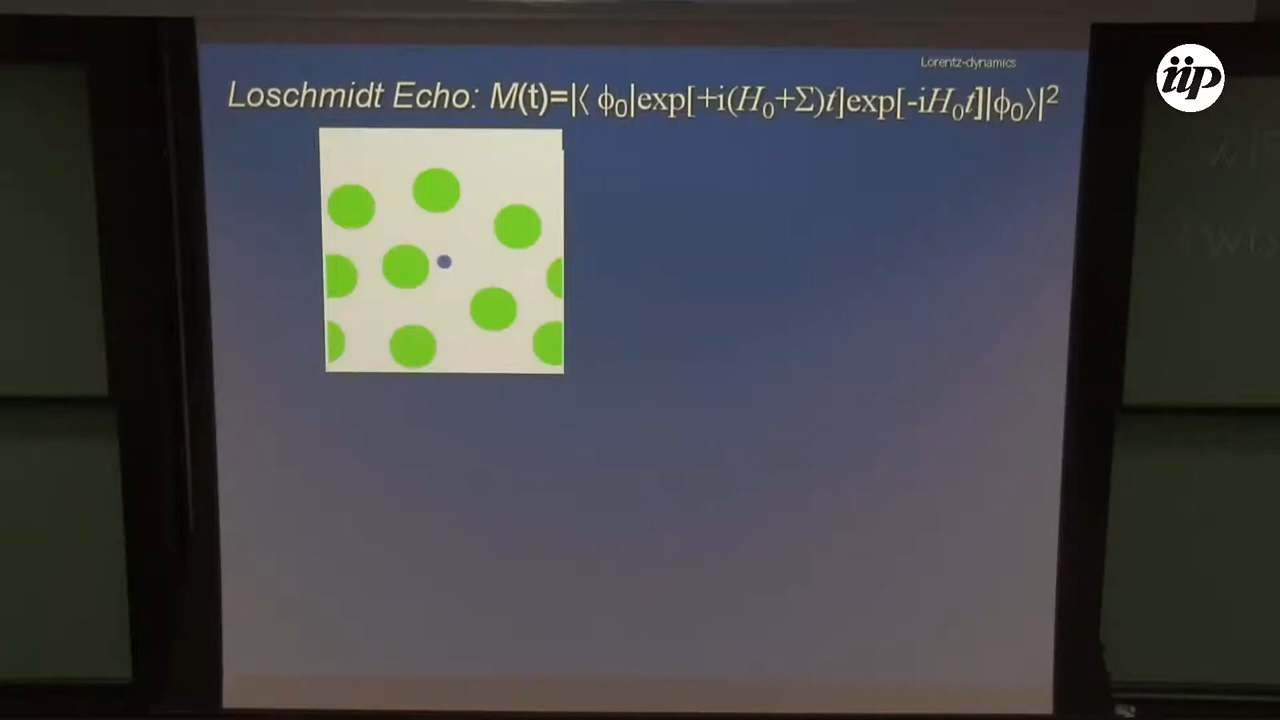 Lorentz-dynamics
Loschmidt Echo: M(t)=|⟨ ϕ₀|exp[+i(H₀+Σ)t]exp[-iH₀t]|ϕ₀⟩|²
iip